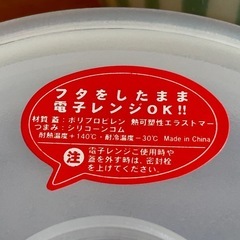 フタをしたまま
電子レンジOK!!
材質 蓋：ポリプロピレン 熱可塑性エラストマー
つまみ：シリコーンゴム
耐熱温度＋140℃・耐冷温度−30℃ Made in China
注
電子レンジご使用時や
蓋を外す時は、密封栓
を上げてください。